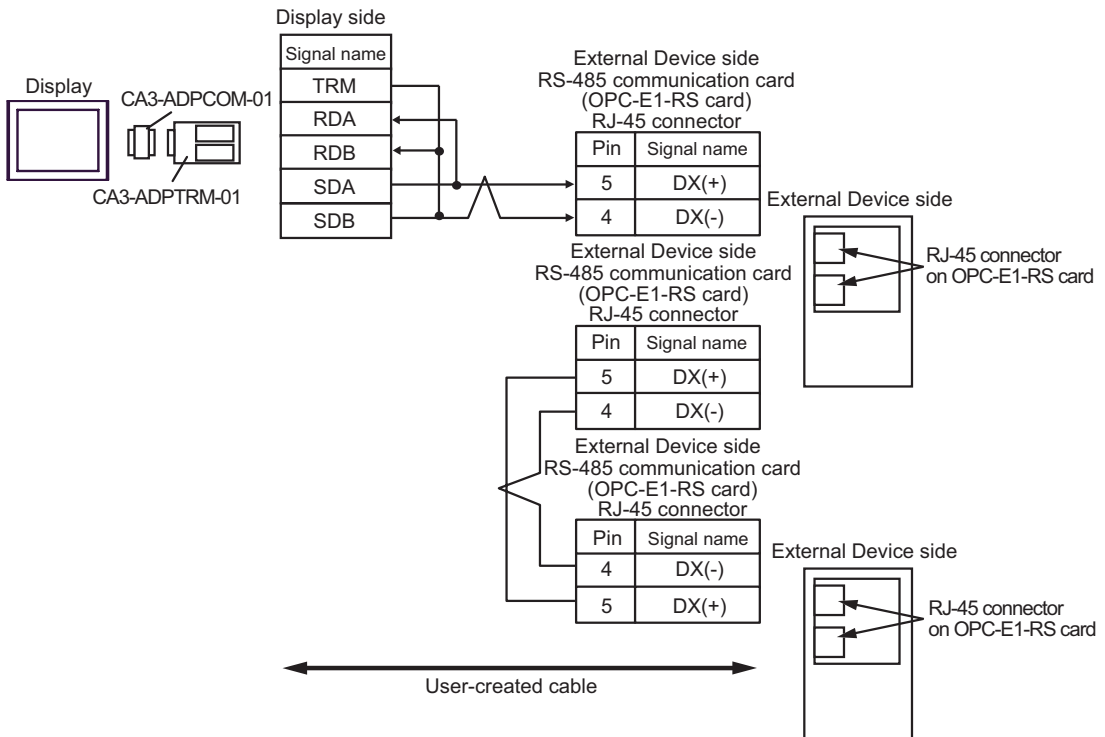 Display side
Signal name
TRM
RDA
RDB
SDA
SDB
Display
CA3-ADPCOM-01
CA3-ADPTRM-01
External Device side
RS-485 communication card
(OPC-E1-RS card)
RJ-45 connector
Pin Signal name
5 DX(+)
4 DX(-)
External Device side
RJ-45 connector
on OPC-E1-RS card
External Device side
RS-485 communication card
(OPC-E1-RS card)
RJ-45 connector
Pin Signal name
5 DX(+)
4 DX(-)
External Device side
RS-485 communication card
(OPC-E1-RS card)
RJ-45 connector
Pin Signal name
4 DX(-)
5 DX(+)
External Device side
RJ-45 connector
on OPC-E1-RS card
User-created cable